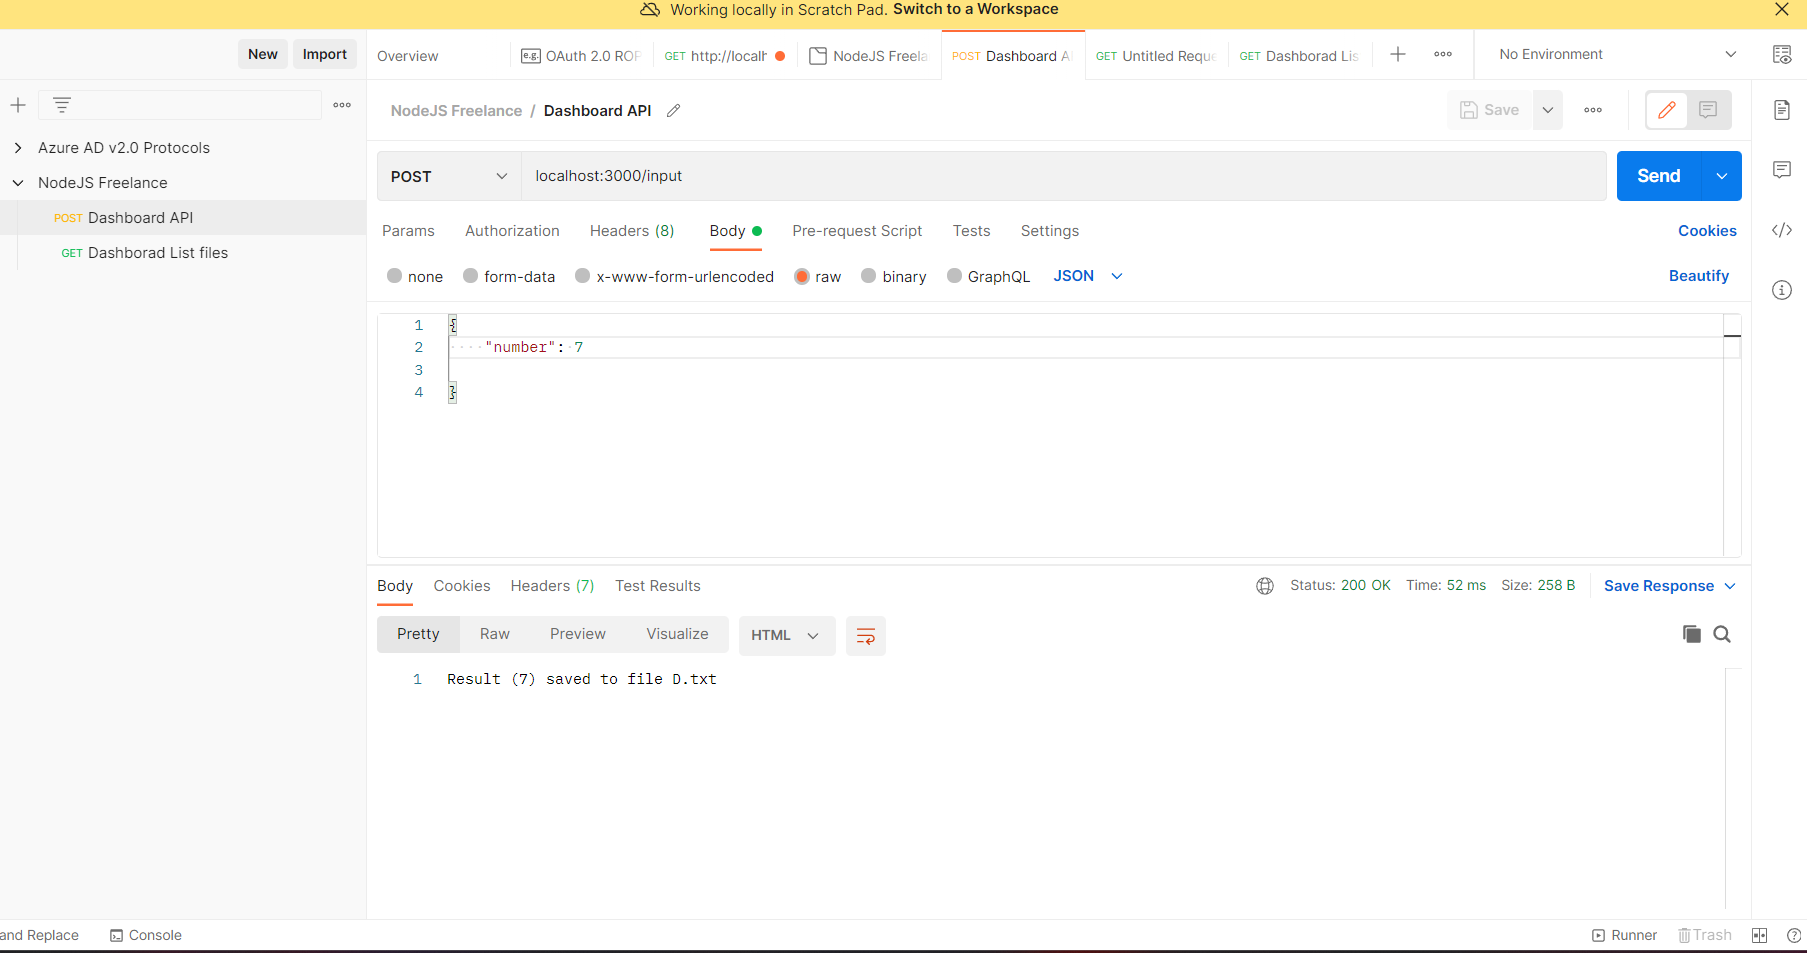 Working locally in Scratch Pad. Switch to a Workspace
New Import
Overview e.g. OAuth 2.0 ROP GET http://localh NodeJS Freela POST Dashboard A GET Untitled Reque GET Dashborad Lis No Environment
NodeJS Freelance / Dashboard API Save
Azure AD v2.0 Protocols
NodeJS Freelance
POST Dashboard API
GET Dashborad List files
POST localhost:3000/input Send
Params Authorization Headers (8) Body Pre-request Script Tests Settings Cookies
none form-data x-www-form-urlencoded raw binary GraphQL JSON Beautify
1 {
2 "number": 7
3
4 }
Body Cookies Headers (7) Test Results Status: 200 OK Time: 52 ms Size: 258 B Save Response
Pretty Raw Preview Visualize HTML
1 Result (7) saved to file D.txt
and Replace Console Runner Trash